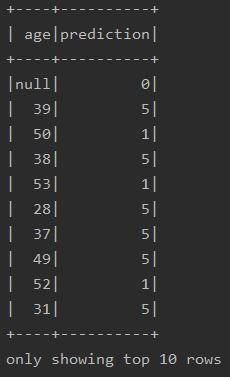 +----+----------+
| age|prediction|
+----+----------+
|null|         0|
|  39|         5|
|  50|         1|
|  38|         5|
|  53|         1|
|  28|         5|
|  37|         5|
|  49|         5|
|  52|         1|
|  31|         5|
+----+----------+
only showing top 10 rows